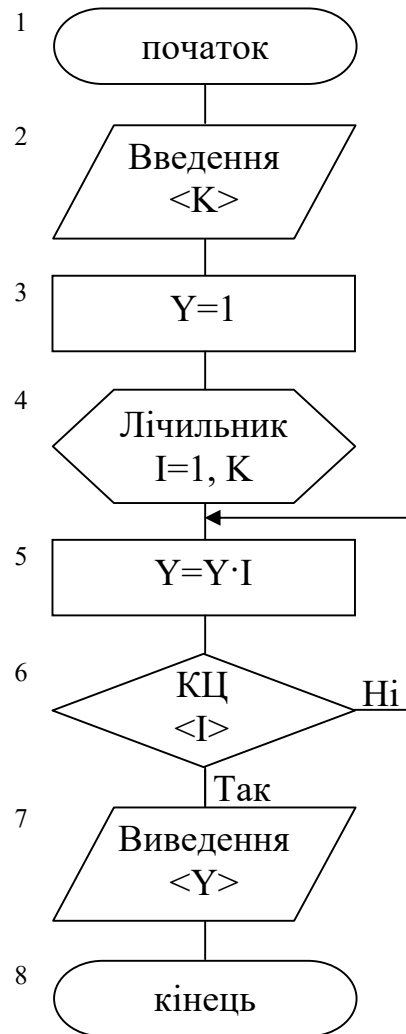 1
початок
2
Введення
<K>
3
Y=1
4
Лічильник
I=1, K
5
Y=Y·I
6
КЦ
<I>
Ні
Так
7
Виведення
<Y>
8
кінець